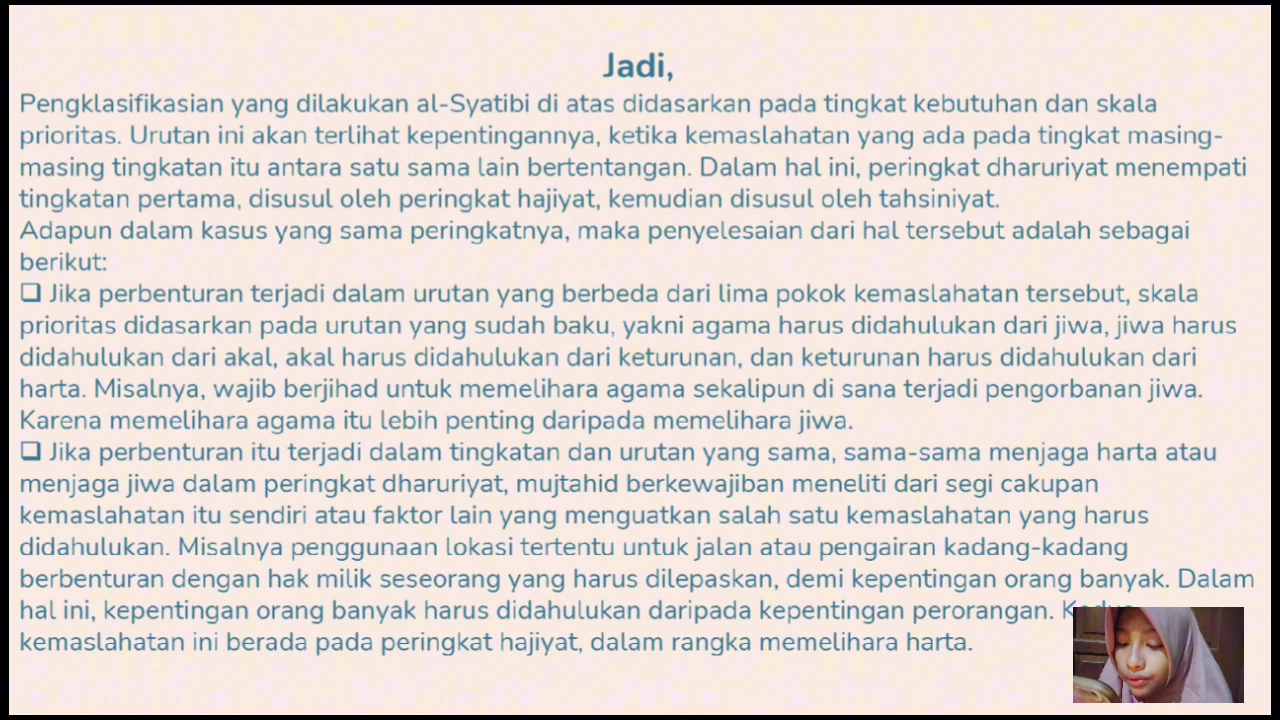 Jadi,
Pengklasifikasian yang dilakukan al-Syatibi di atas didasarkan pada tingkat kebutuhan dan skala
prioritas. Urutan ini akan terlihat kepentingannya, ketika kemaslahatan yang ada pada tingkat masing-
masing tingkatan itu antara satu sama lain bertentangan. Dalam hal ini, peringkat dharuriyat menempati
tingkatan pertama, disusul oleh peringkat hajiyat, kemudian disusul oleh tahsiniyat.
Adapun dalam kasus yang sama peringkatnya, maka penyelesaian dari hal tersebut adalah sebagai
berikut:
❑ Jika perbenturan terjadi dalam urutan yang berbeda dari lima pokok kemaslahatan tersebut, skala
prioritas didasarkan pada urutan yang sudah baku, yakni agama harus didahulukan dari jiwa, jiwa harus
didahulukan dari akal, akal harus didahulukan dari keturunan, dan keturunan harus didahulukan dari
harta. Misalnya, wajib berjihad untuk memelihara agama sekalipun di sana terjadi pengorbanan jiwa.
Karena memelihara agama itu lebih penting daripada memelihara jiwa.
❑ Jika perbenturan itu terjadi dalam tingkatan dan urutan yang sama, sama-sama menjaga harta atau
menjaga jiwa dalam peringkat dharuriyat, mujtahid berkewajiban meneliti dari segi cakupan
kemaslahatan itu sendiri atau faktor lain yang menguatkan salah satu kemaslahatan yang harus
didahulukan. Misalnya penggunaan lokasi tertentu untuk jalan atau pengairan kadang-kadang
berbenturan dengan hak milik seseorang yang harus dilepaskan, demi kepentingan orang banyak. Dalam
hal ini, kepentingan orang banyak harus didahulukan daripada kepentingan perorangan.
kemaslahatan ini berada pada peringkat hajiyat, dalam rangka memelihara harta.